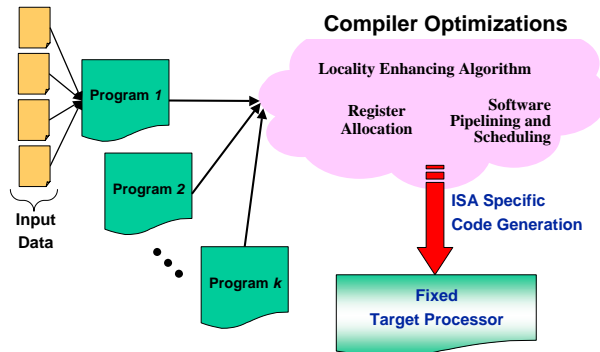 Compiler Optimizations
Locality Enhancing Algorithm
Register
Allocation
Software
Pipelining and
Scheduling
Program 1
Program 2
Program k
Input
Data
ISA Specific
Code Generation
Fixed
Target Processor